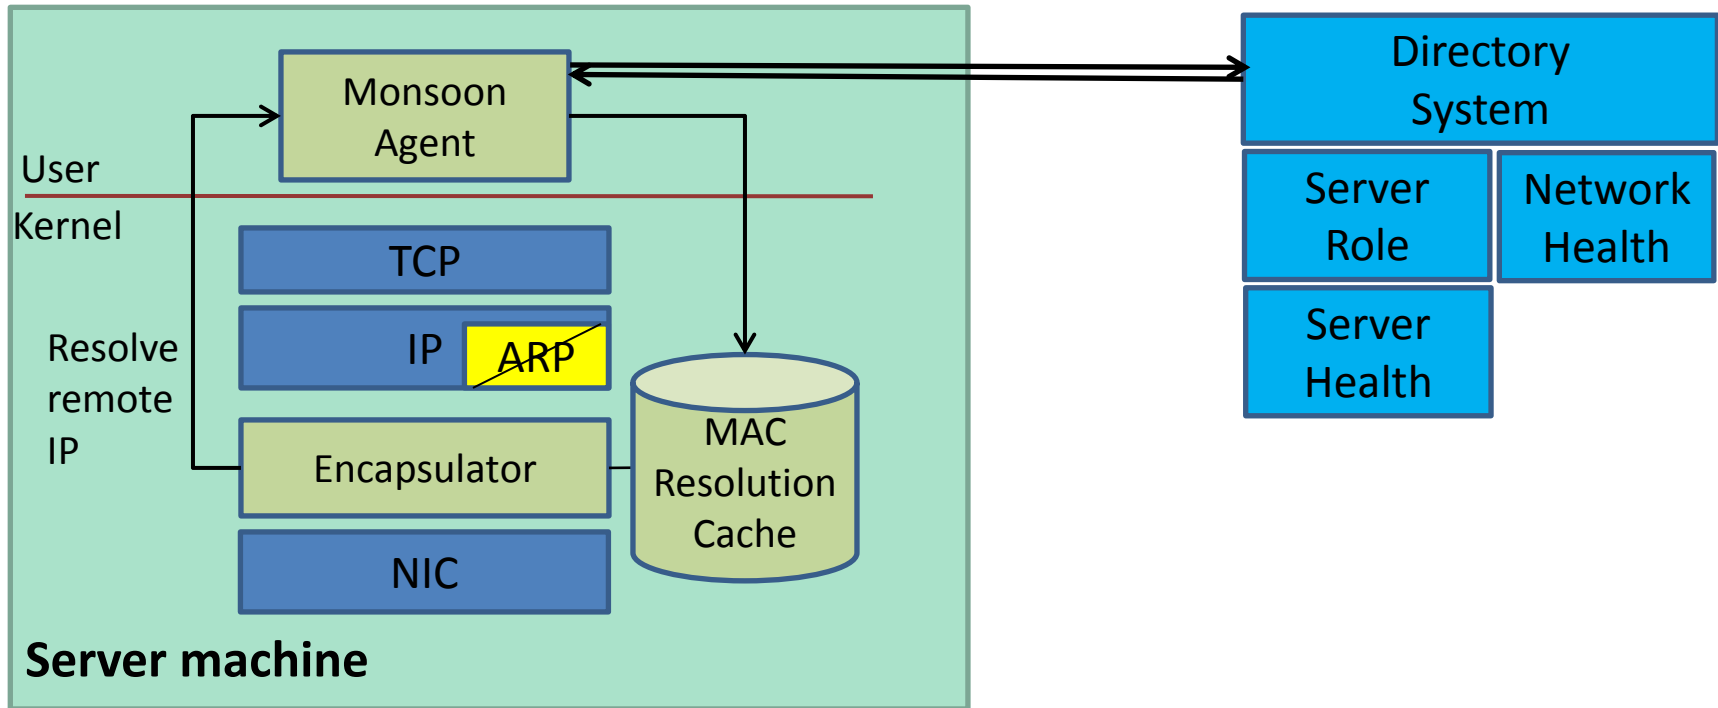 Monsoon
Agent
User
Kernel
TCP
IP
ARP
Resolve
remote
IP
Encapsulator
MAC
Resolution
Cache
NIC
Server machine
Directory
System
Server
Role
Network
Health
Server
Health